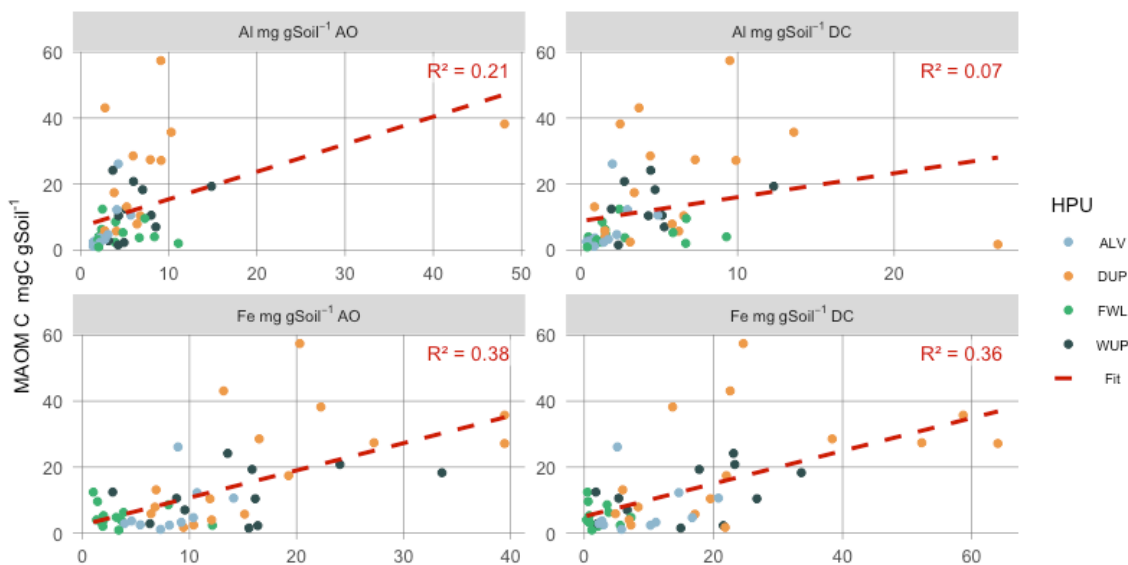 Al mg gSoil⁻¹ AO
Al mg gSoil⁻¹ DC
60
40
20
0
R² = 0.21
60
40
20
0
R² = 0.07
0 10 20 30 40 50
0 10 20
Fe mg gSoil⁻¹ AO
Fe mg gSoil⁻¹ DC
60
40
20
0
R² = 0.38
60
40
20
0
R² = 0.36
0 10 20 30 40
0 20 40 60
MAOM C mgC gSoil⁻¹
HPU
ALV
DUP
FWL
WUP
Fit